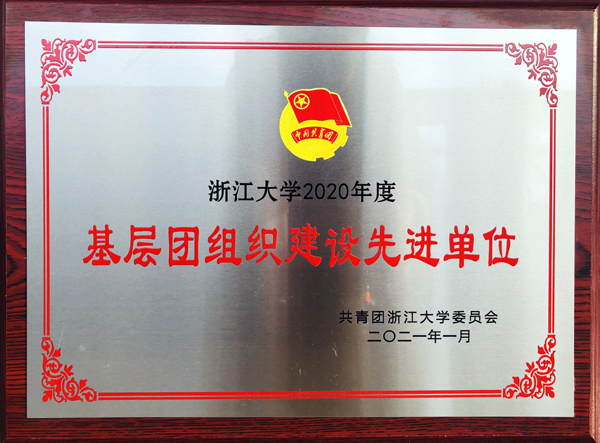 中国共青团
浙江大学2020年度
基层团组织建设先进单位
共青团浙江大学委员会
二〇二一年一月